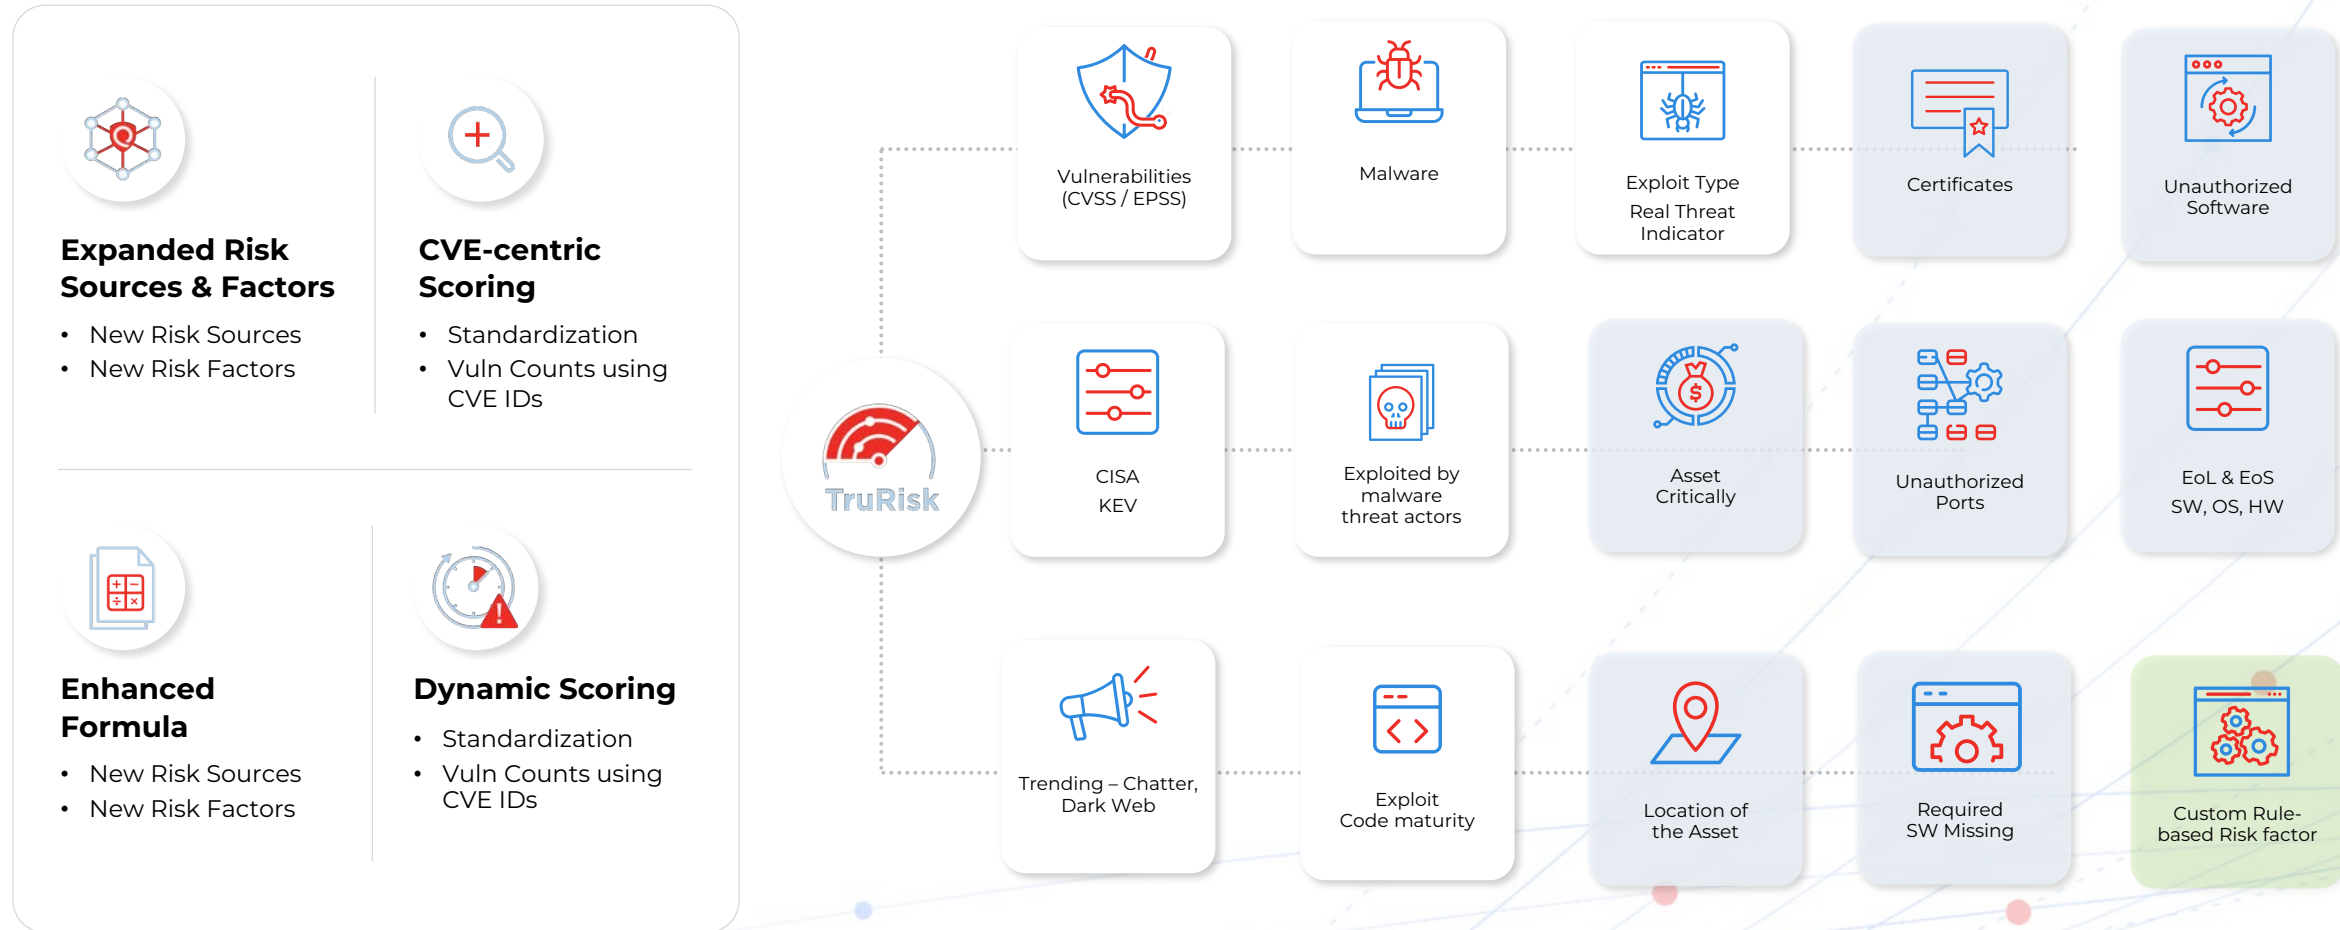 Expanded Risk
Sources & Factors
• New Risk Sources
• New Risk Factors
CVE-centric
Scoring
• Standardization
• Vuln Counts using
CVE IDs
Enhanced
Formula
• New Risk Sources
• New Risk Factors
Dynamic Scoring
• Standardization
• Vuln Counts using
CVE IDs
TruRisk
Vulnerabilities
(CVSS / EPSS)
Malware
Exploit Type
Real Threat
Indicator
Certificates
Unauthorized
Software
CISA
KEV
Exploited by
malware
threat actors
Asset
Critically
Unauthorized
Ports
EoL & EoS
SW, OS, HW
Trending – Chatter,
Dark Web
Exploit
Code maturity
Location of
the Asset
Required
SW Missing
Custom Rule-
based Risk factor